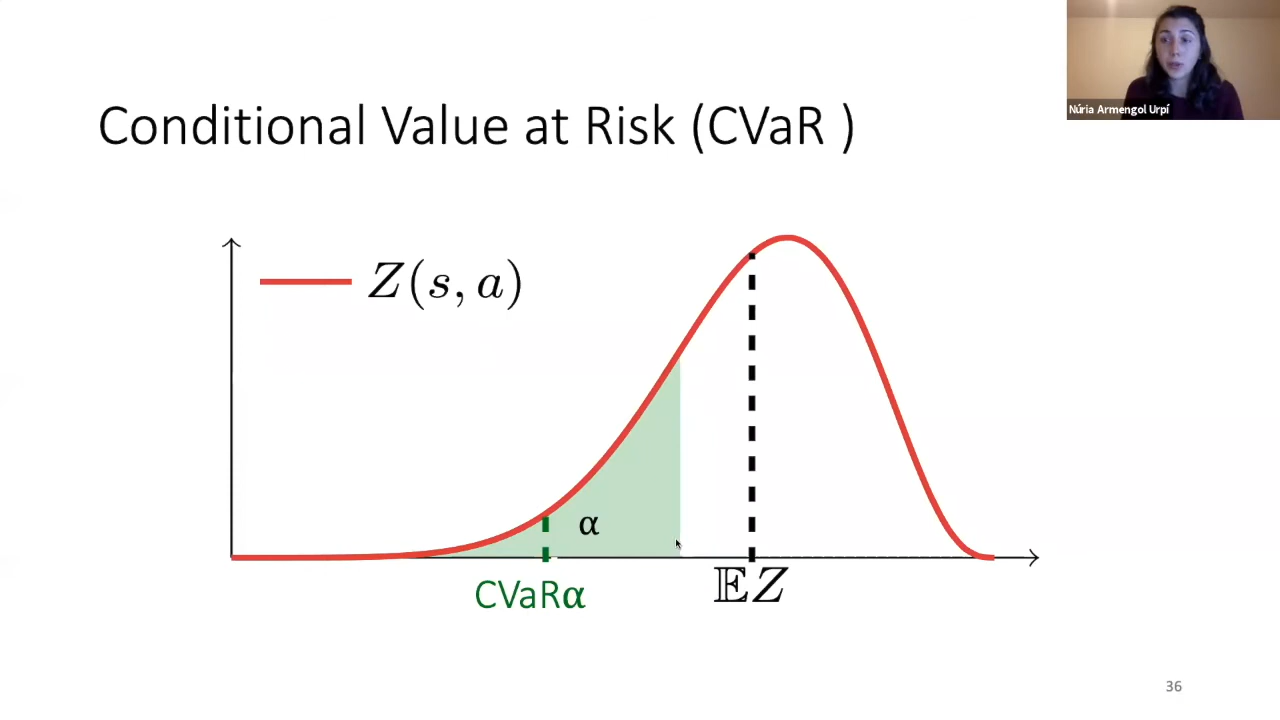 Núria Armengol Urpí
Conditional Value at Risk (CVaR )
Z(s, a)
α
CVaRα
𝔼Z
36